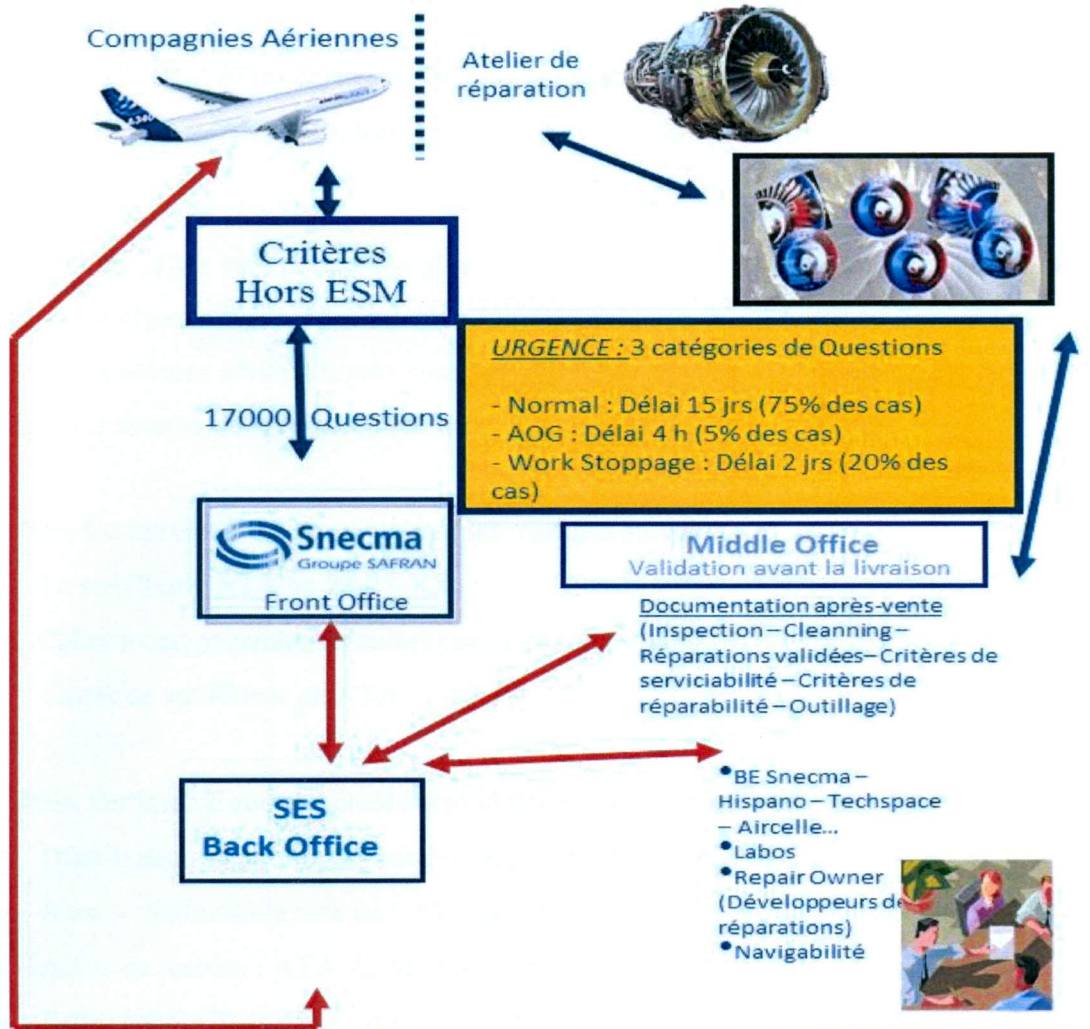 Compagnies Aériennes
Atelier de
réparation
A340
Critères
Hors ESM
17000 Questions
URGENCE : 3 catégories de Questions
- Normal : Délai 15 jrs (75% des cas)
- AOG : Délai 4 h (5% des cas)
- Work Stoppage : Délai 2 jrs (20% des
cas)
Snecma
Groupe SAFRAN
Front Office
Middle Office
Validation avant la livraison
Documentation après-vente
(Inspection – Cleanning –
Réparations validées– Critères de
serviciabilité – Critères de
réparabilité – Outillage)
SES
Back Office
•BE Snecma –
Hispano – Techspace
– Aircelle...
•Labos
•Repair Owner
(Développeurs de
réparations)
•Navigabilité